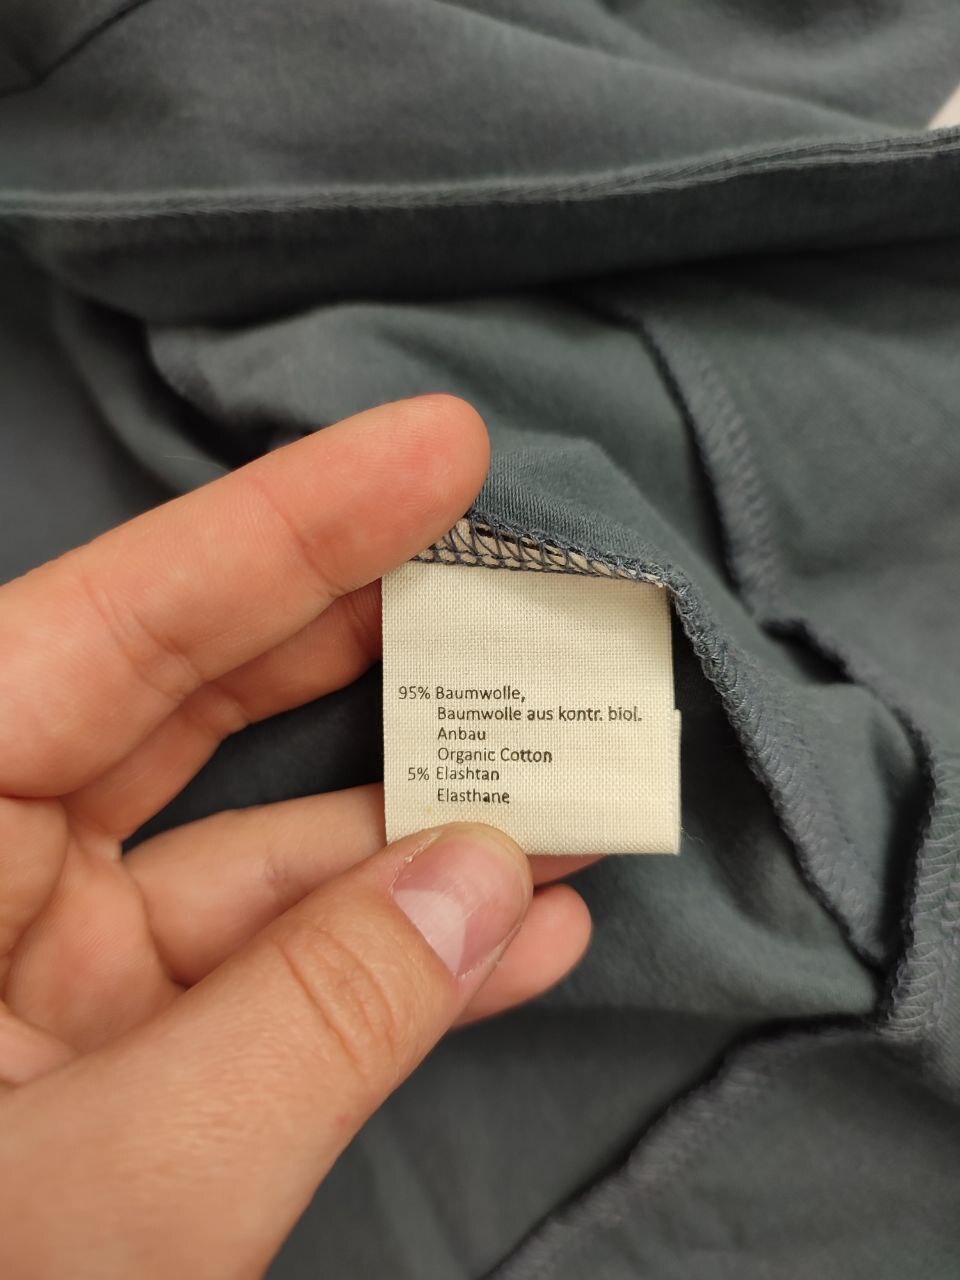 95% Baumwolle,
Baumwolle aus kontr. biol.
Anbau
Organic Cotton
5% Elashtan
Elasthane